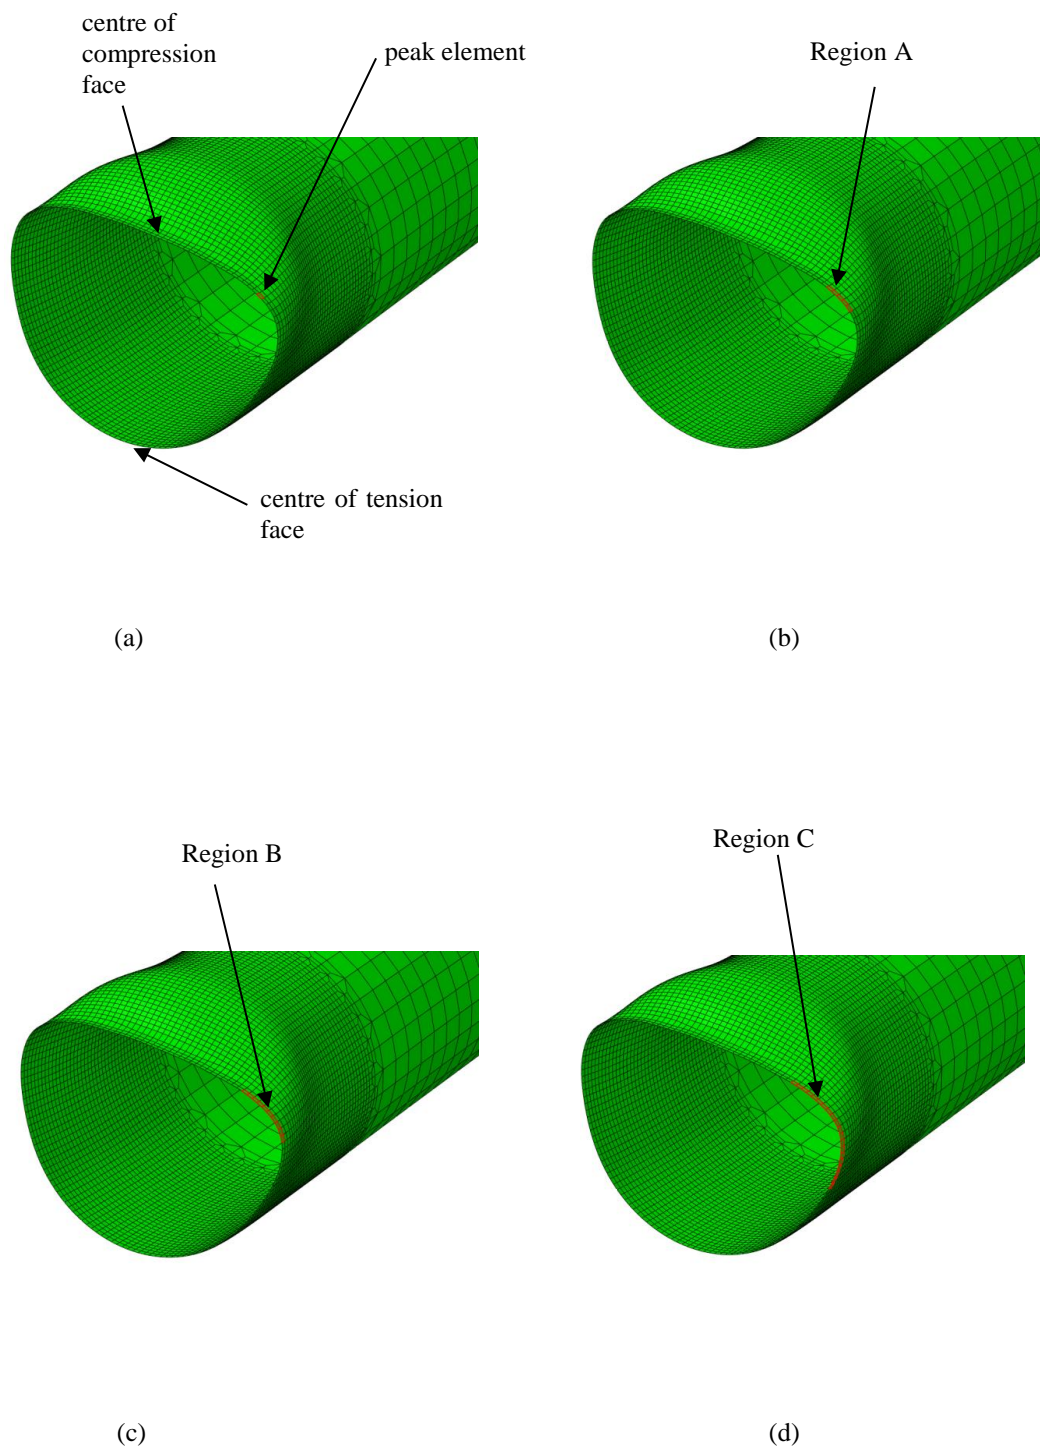 centre of
compression
face
peak element
Region A
centre of tension
face
(a)
(b)
Region B
Region C
(c)
(d)